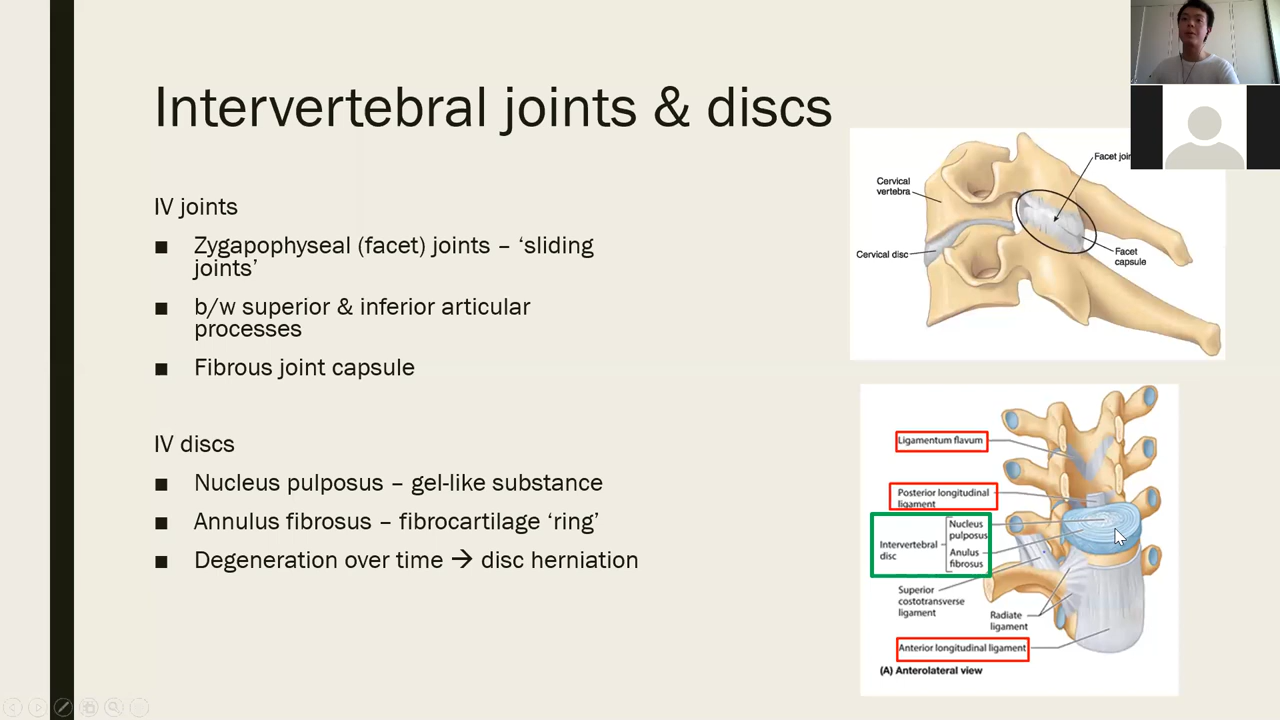 Intervertebral joints & discs
IV joints
■ Zygapophyseal (facet) joints – ‘sliding
joints’
■ b/w superior & inferior articular
processes
■ Fibrous joint capsule
IV discs
■ Nucleus pulposus – gel-like substance
■ Annulus fibrosus – fibrocartilage ‘ring’
■ Degeneration over time → disc herniation
Facet
Cervical
vertebra
Cervical disc
Facet
capsule
Ligamentum flavum
Posterior longitudinal
ligament
Nucleus
pulposus
Intervertebral
disc
Anulus
fibrosus
Superior
costotransverse
ligament
Radiate
ligament
Anterior longitudinal ligament
(A) Anterolateral view